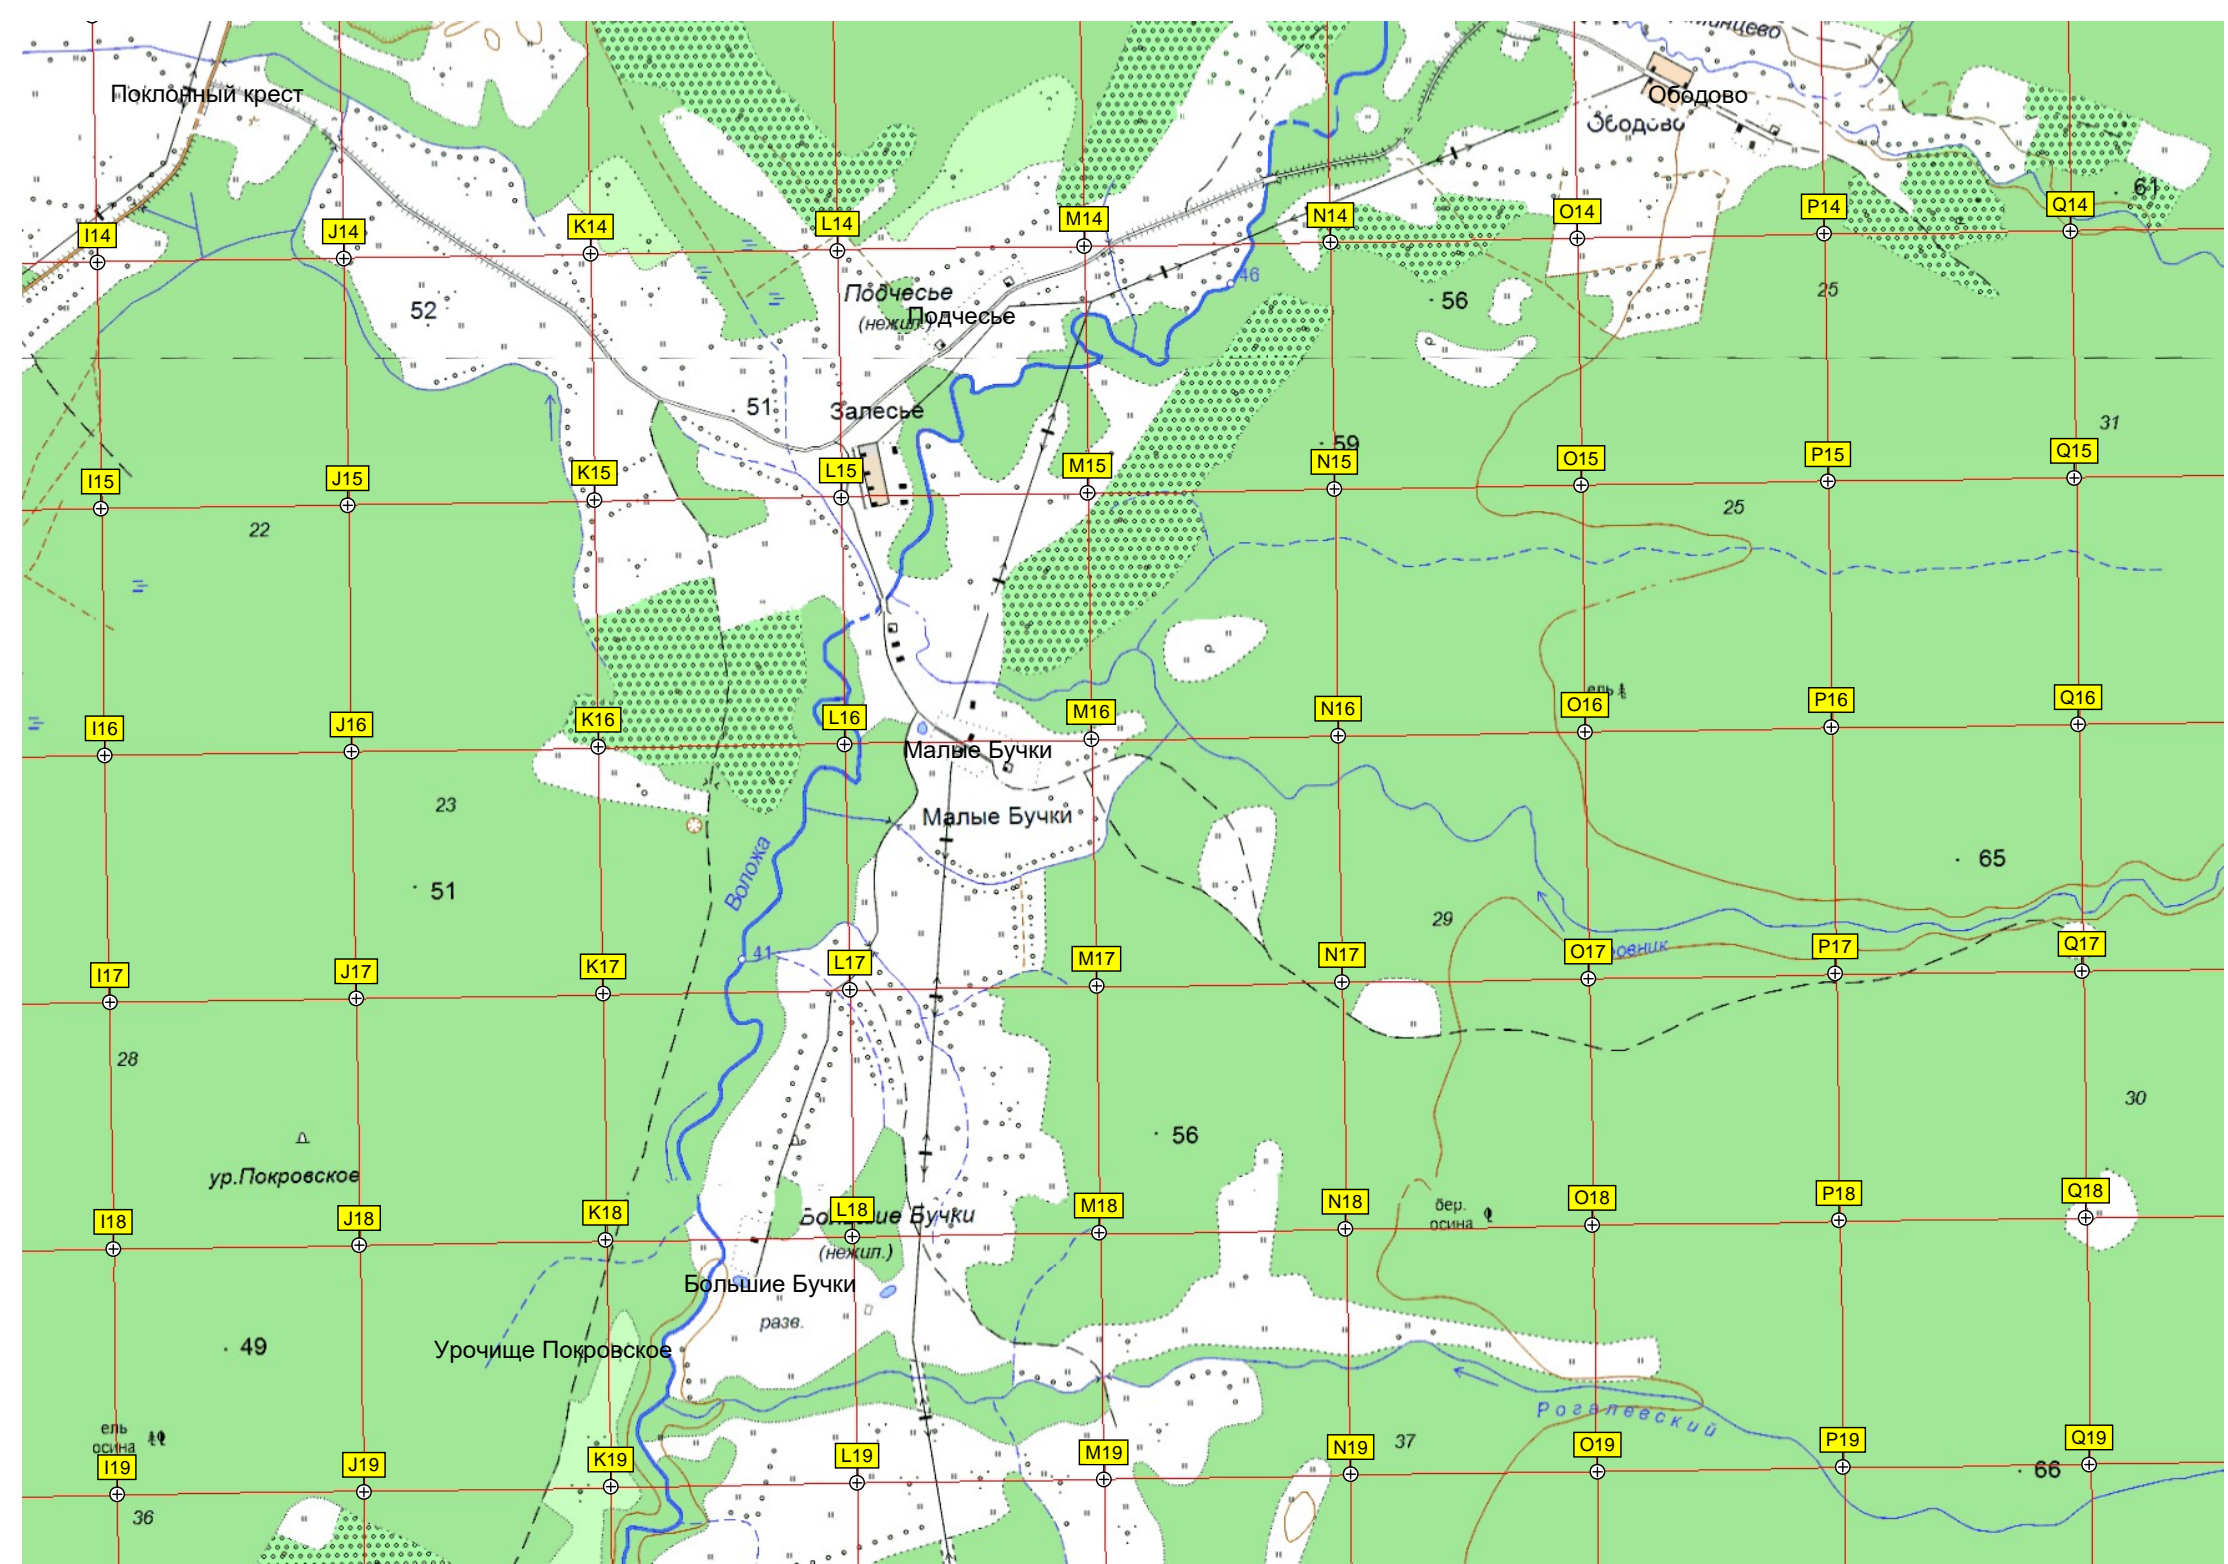 Поклонный крест
Ободово
Ободово
61
I14
J14
K14
L14
M14
N14
O14
P14
Q14
46
52
Подчесье
(нежил.)
Подчесье
56
25
51
Залесье
59
31
I15
J15
K15
L15
M15
N15
O15
P15
Q15
22
25
ель
I16
J16
K16
L16
M16
N16
O16
P16
Q16
Малые Бучки
23
Малые Бучки
51
Воложа
65
29
41
I17
J17
K17
L17
M17
N17
O17
P17
Q17
28
30
56
ур.Покровское
I18
J18
K18
L18
M18
N18
O18
P18
Q18
бер.
осина
Большие Бучки
(нежил.)
Большие Бучки
разв.
49
Урочище Покровское
Рогалевский
ель
осина
37
66
I19
J19
K19
L19
M19
N19
O19
P19
Q19
36